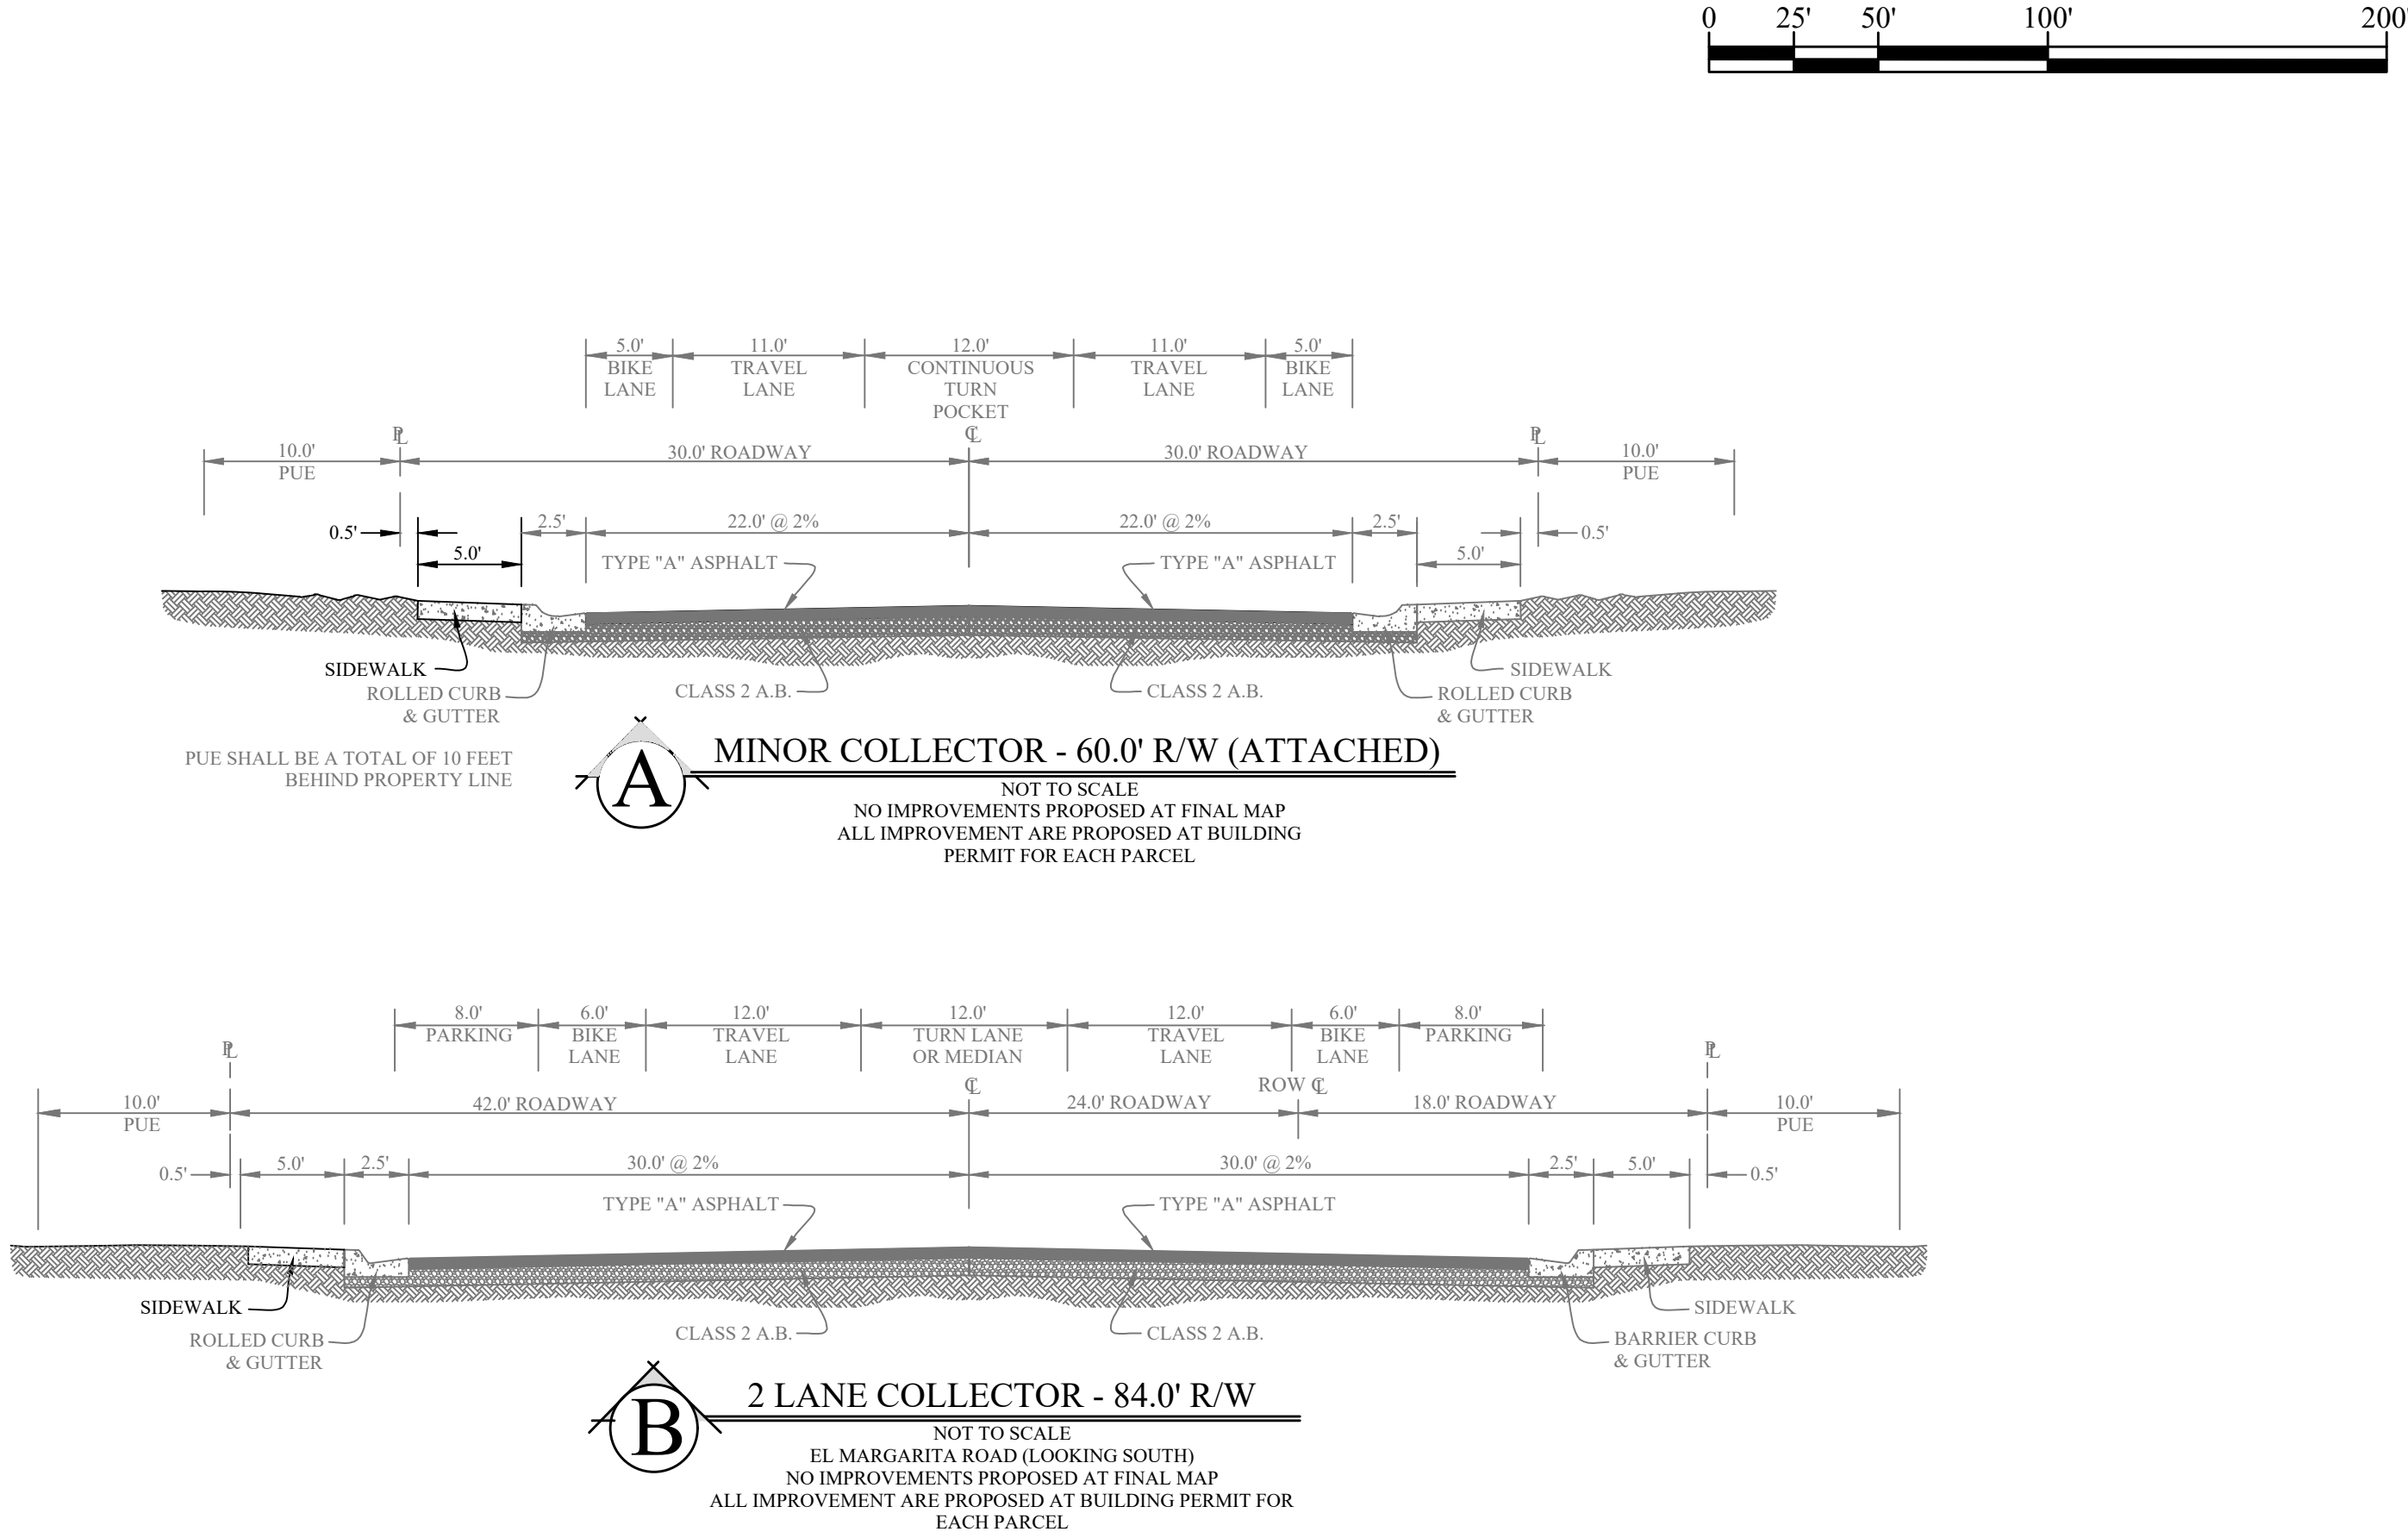 0 25' 50' 100' 200'
5.0' 11.0' 12.0' 11.0' 5.0'
BIKE TRAVEL CONTINUOUS TRAVEL BIKE
LANE LANE TURN LANE LANE
POCKET
PL CL PL
10.0' 30.0' ROADWAY 30.0' ROADWAY 10.0'
PUE PUE
0.5' 2.5' 22.0' @ 2% 22.0' @ 2% 2.5' 0.5'
5.0' TYPE "A" ASPHALT TYPE "A" ASPHALT 5.0'
SIDEWALK SIDEWALK
ROLLED CURB CLASS 2 A.B. CLASS 2 A.B. ROLLED CURB
& GUTTER & GUTTER
PUE SHALL BE A TOTAL OF 10 FEET
BEHIND PROPERTY LINE
A MINOR COLLECTOR - 60.0' R/W (ATTACHED)
NOT TO SCALE
NO IMPROVEMENTS PROPOSED AT FINAL MAP
ALL IMPROVEMENT ARE PROPOSED AT BUILDING
PERMIT FOR EACH PARCEL
8.0' 6.0' 12.0' 12.0' 12.0' 6.0' 8.0'
PARKING BIKE TRAVEL TURN LANE TRAVEL BIKE PARKING
LANE LANE OR MEDIAN LANE LANE
PL CL ROW CL PL
10.0' 42.0' ROADWAY 24.0' ROADWAY 18.0' ROADWAY 10.0'
PUE PUE
0.5' 5.0' 2.5' 30.0' @ 2% 30.0' @ 2% 2.5' 5.0' 0.5'
TYPE "A" ASPHALT TYPE "A" ASPHALT
SIDEWALK SIDEWALK
ROLLED CURB CLASS 2 A.B. CLASS 2 A.B. BARRIER CURB
& GUTTER & GUTTER
B 2 LANE COLLECTOR - 84.0' R/W
NOT TO SCALE
EL MARGARITA ROAD (LOOKING SOUTH)
NO IMPROVEMENTS PROPOSED AT FINAL MAP
ALL IMPROVEMENT ARE PROPOSED AT BUILDING PERMIT FOR
EACH PARCEL